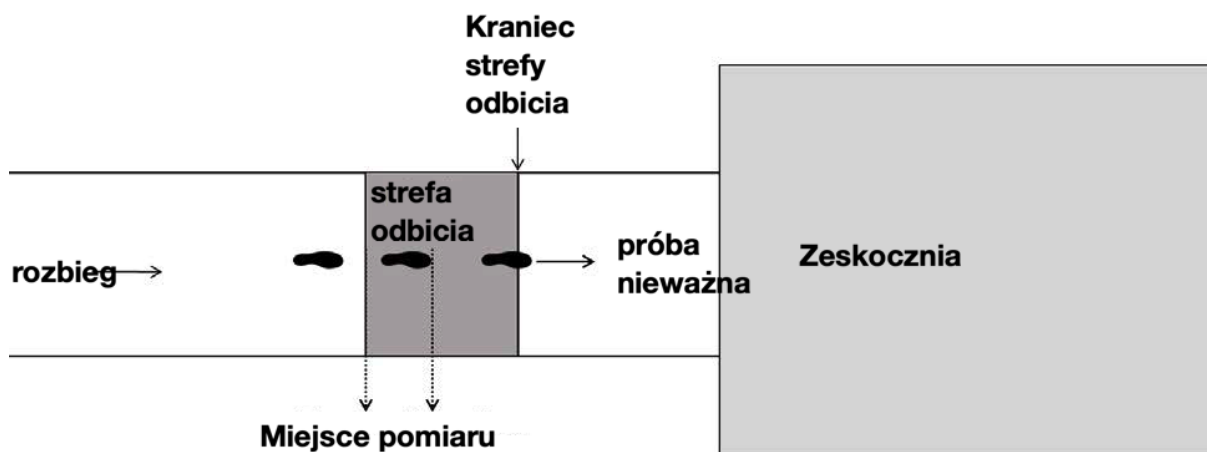 Kraniec
strefy
odbicia
strefa
odbicia
rozbieg
próba
nieważna
Zeskocznia
Miejsce pomiaru